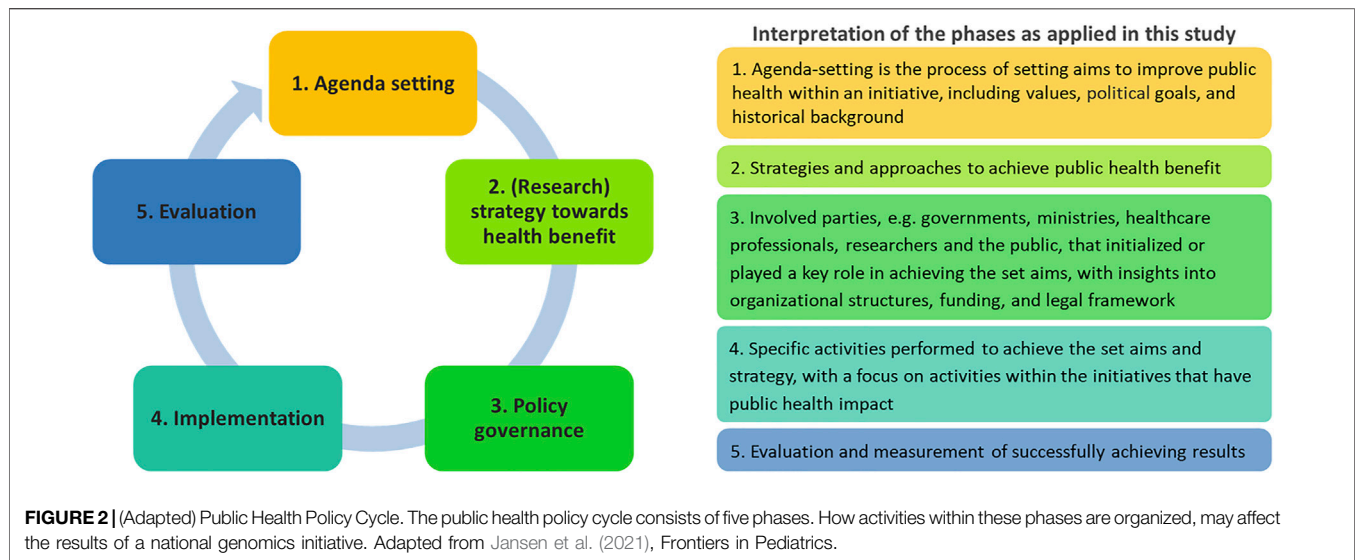 1. Agenda setting
2. (Research)
strategy towards
health benefit
3. Policy
governance
4. Implementation
5. Evaluation
Interpretation of the phases as applied in this study
1. Agenda-setting is the process of setting aims to improve public
health within an initiative, including values, political goals, and
historical background
2. Strategies and approaches to achieve public health benefit
3. Involved parties, e.g. governments, ministries, healthcare
professionals, researchers and the public, that initialized or
played a key role in achieving the set aims, with insights into
organizational structures, funding, and legal framework
4. Specific activities performed to achieve the set aims and
strategy, with a focus on activities within the initiatives that have
public health impact
5. Evaluation and measurement of successfully achieving results
FIGURE 2 | (Adapted) Public Health Policy Cycle. The public health policy cycle consists of five phases. How activities within these phases are organized, may affect
the results of a national genomics initiative. Adapted from Jansen et al. (2021), Frontiers in Pediatrics.